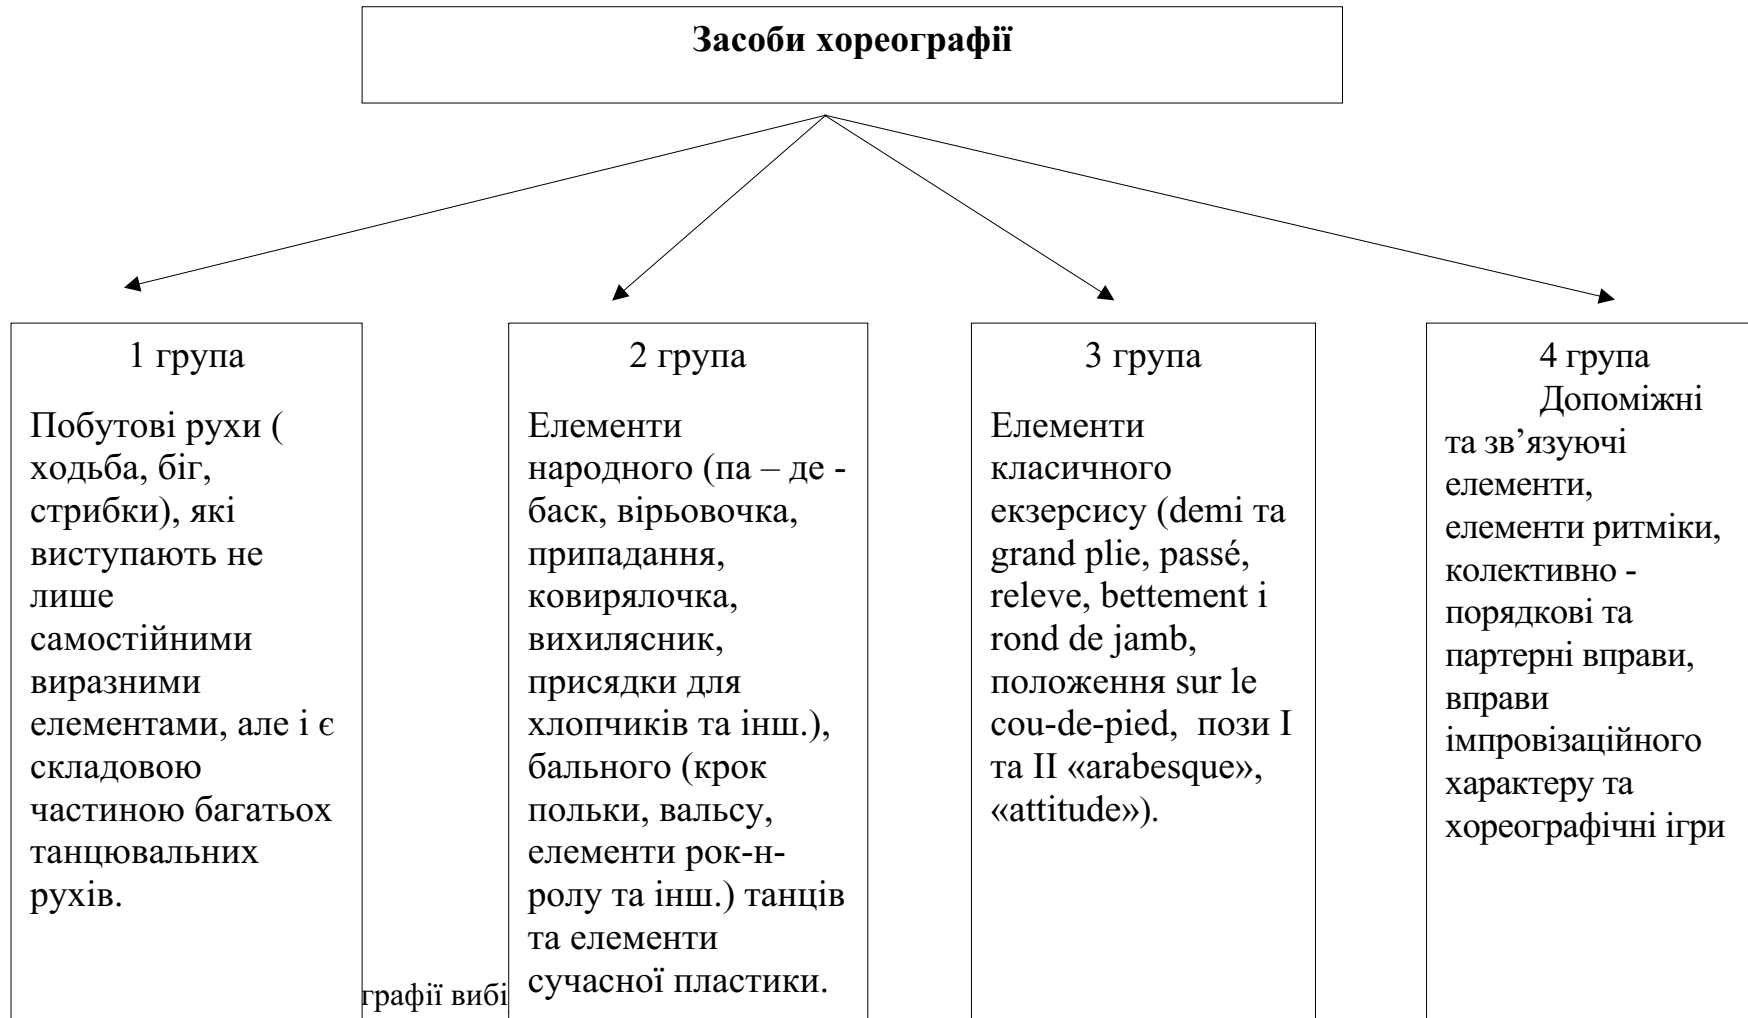 Засоби хореографії
1 група
Побутові рухи (
ходьба, біг,
стрибки), які
виступають не
лише
самостійними
виразними
елементами, але і є
складовою
частиною багатьох
танцювальних
рухів.
2 група
Елементи
народного (па – де -
баск, вірьовочка,
припадання,
ковирялочка,
вихилясник,
присядки для
хлопчиків та інш.),
бального (крок
польки, вальсу,
елементи рок-н-
ролу та інш.) танців
та елементи
сучасної пластики.
3 група
Елементи
класичного
екзерсису (demi та
grand plie, passé,
releve, bettement і
rond de jamb,
положення sur le
cou-de-pied, пози I
та II «arabesque»,
«attitude»).
4 група
Допоміжні
та зв’язуючі
елементи,
елементи ритміки,
колективно -
порядкові та
партерні вправи,
вправи
імпровізаційного
характеру та
хореографічні ігри
графії вибі